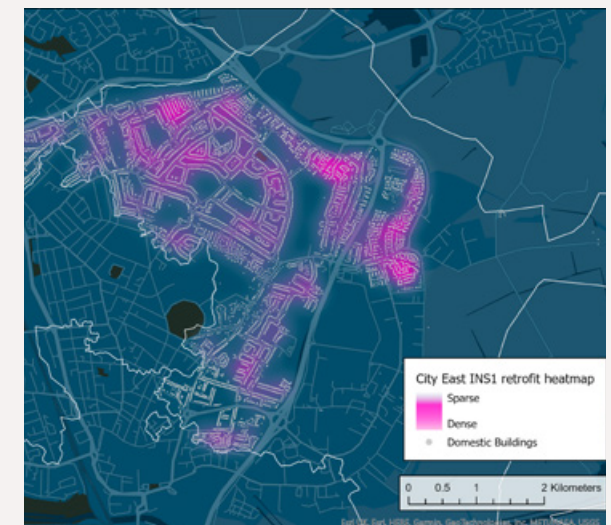 City East INS1 retrofit heatmap
Sparse
Dense
Domestic Buildings
0 0.5 1 2 Kilometers